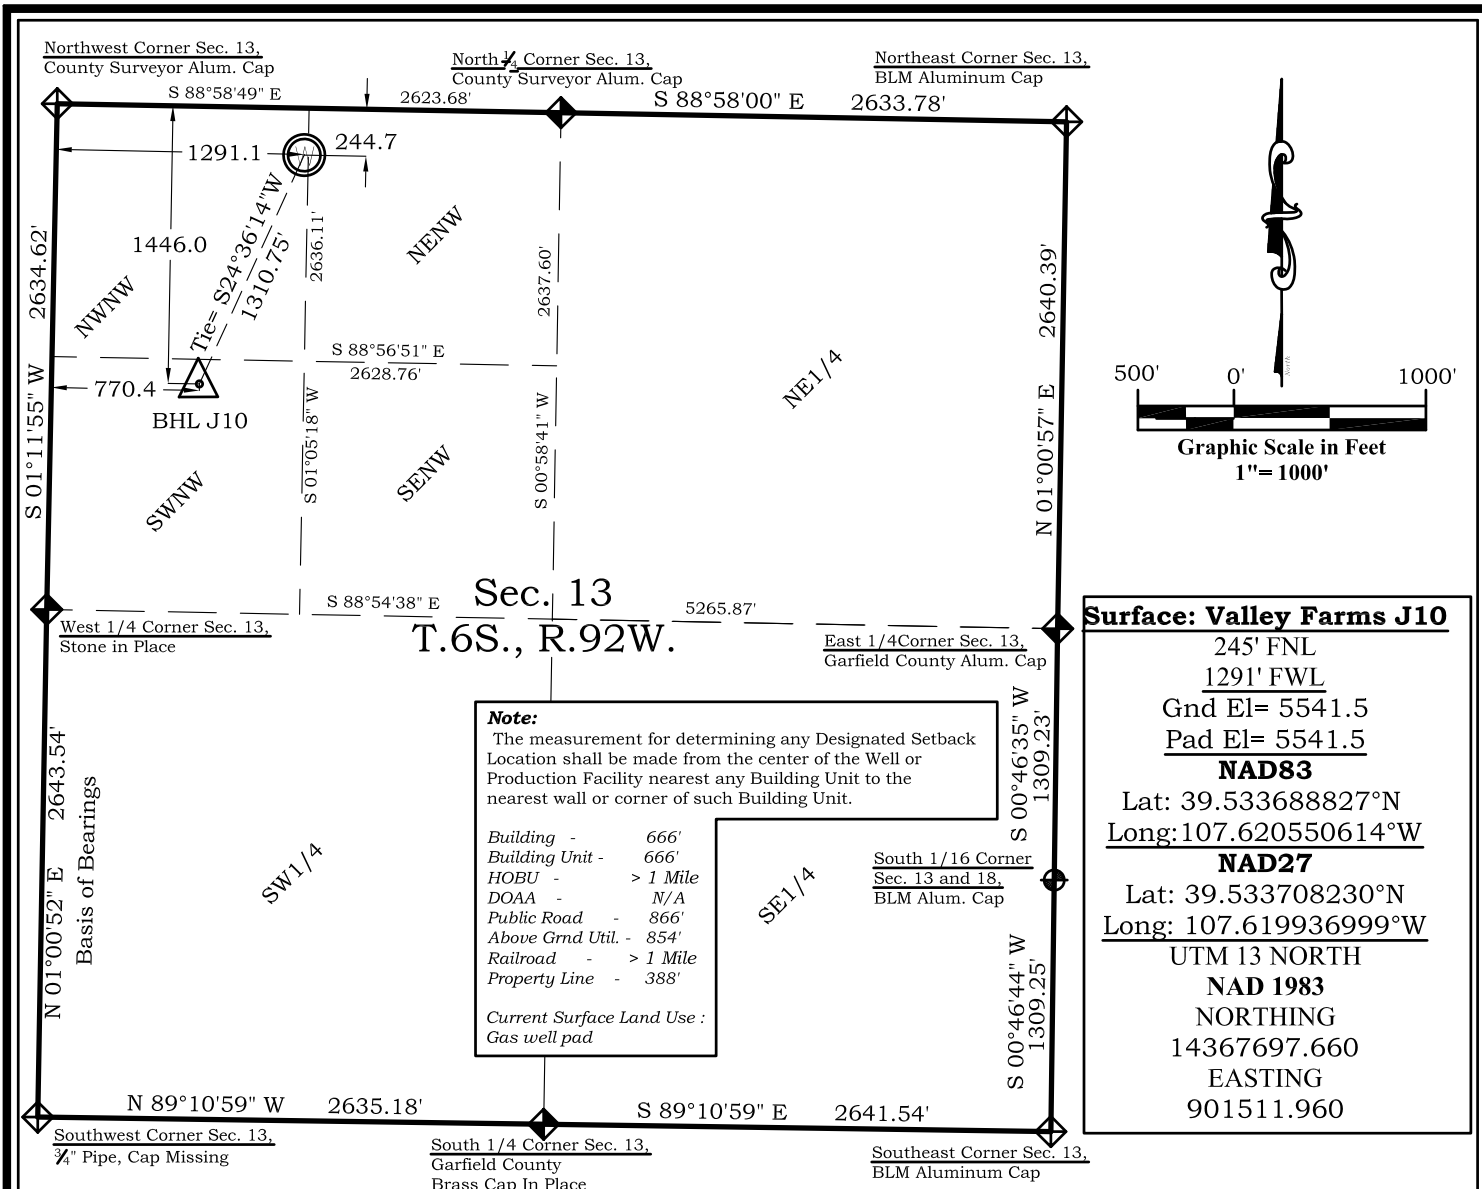 Northwest Corner Sec. 13,
County Surveyor Alum. Cap
North 1/4 Corner Sec. 13,
County Surveyor Alum. Cap
Northeast Corner Sec. 13,
BLM Aluminum Cap
S 88°58'49" E
2623.68'
S 88°58'00" E 2633.78'
1291.1
244.7
1446.0
Tie= S24°36'14"W
1310.75'
2636.11'
NENW
2637.60'
NWNW
S 01°11'55" W 2634.62'
2640.39'
N 01°00'57" E
S 88°56'51" E
2628.76'
770.4
BHL J10
S 01°05'18" W
S 00°58'41" W
SWNW
SENW
NE1/4
North
500' 0' 1000'
Graphic Scale in Feet
1"= 1000'
S 88°54'38" E
5265.87'
Sec. 13
T.6S., R.92W.
West 1/4 Corner Sec. 13,
Stone in Place
East 1/4Corner Sec. 13,
Garfield County Alum. Cap
Surface: Valley Farms J10
245' FNL
1291' FWL
Gnd El= 5541.5
Pad El= 5541.5
NAD83
Lat: 39.533688827°N
Long:107.620550614°W
NAD27
Lat: 39.533708230°N
Long: 107.619936999°W
UTM 13 NORTH
NAD 1983
NORTHING
14367697.660
EASTING
901511.960
Note:
The measurement for determining any Designated Setback
Location shall be made from the center of the Well or
Production Facility nearest any Building Unit to the
nearest wall or corner of such Building Unit.
Building - 666'
Building Unit - 666'
HOBU - > 1 Mile
DOAA - N/A
Public Road - 866'
Above Grnd Util. - 854'
Railroad - > 1 Mile
Property Line - 388'
Current Surface Land Use :
Gas well pad
N 01°00'52" E 2643.54'
Basis of Bearings
SW1/4
SE1/4
S 00°46'35" W
1309.23'
South 1/16 Corner
Sec. 13 and 18,
BLM Alum. Cap
S 00°46'44" W
1309.25'
N 89°10'59" W 2635.18'
S 89°10'59" E 2641.54'
Southwest Corner Sec. 13,
3/4" Pipe, Cap Missing
South 1/4 Corner Sec. 13,
Garfield County
Brass Cap In Place
Southeast Corner Sec. 13,
BLM Aluminum Cap